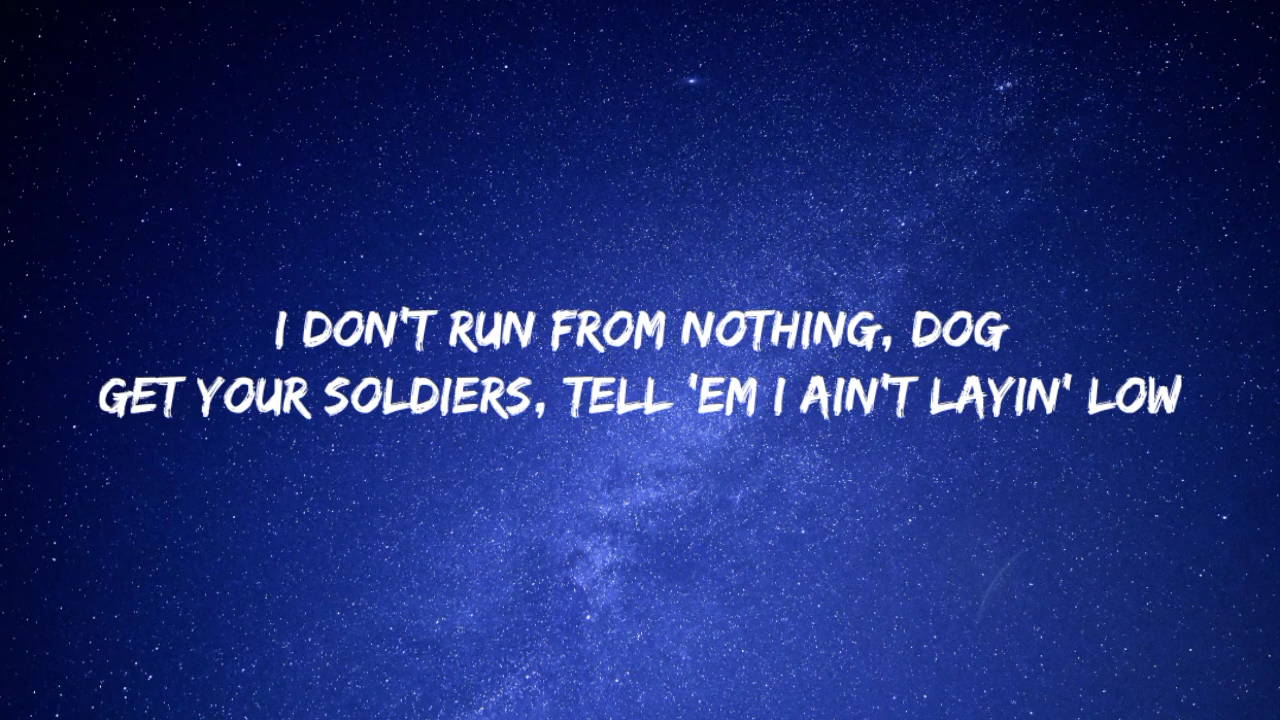 I DON'T RUN FROM NOTHING, DOG
GET YOUR SOLDIERS, TELL 'EM I AIN'T LAYIN' LOW